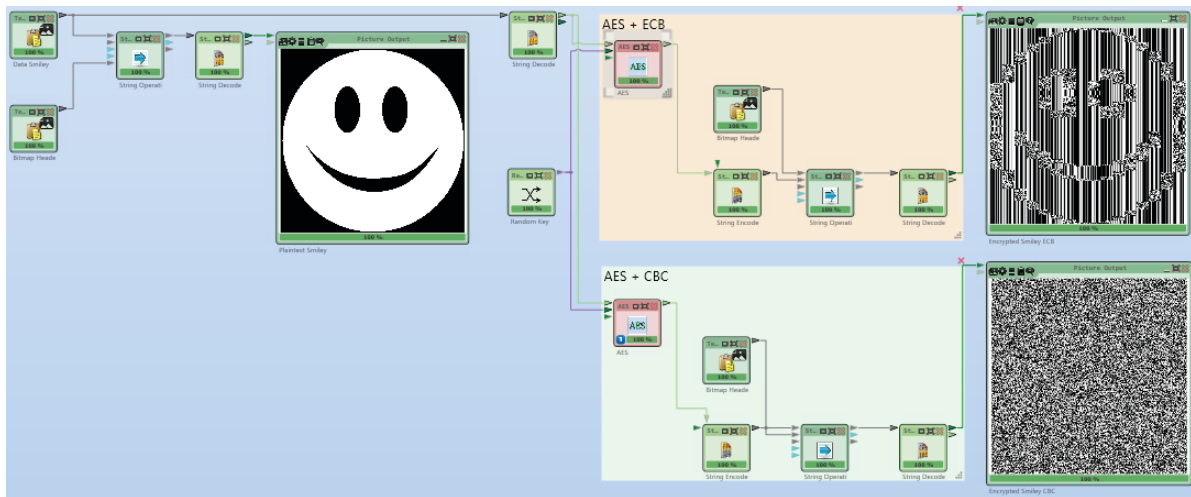 Te...
100 %
Data Smiley
St...
100 %
String Operati
St...
100 %
String Decode
Te...
100 %
Bitmap Heade
Picture Output
100 %
Plaintext Smiley
St...
100 %
String Decode
Ra...
100 %
Random Key
AES + ECB
AES
AES
100 %
AES
Te...
100 %
Bitmap Heade
St...
100 %
String Encode
St...
100 %
String Operati
St...
100 %
String Decode
Picture Output
100 %
Encrypted Smiley ECB
AES + CBC
AES
AES
100 %
AES
Te...
100 %
Bitmap Heade
St...
100 %
String Encode
St...
100 %
String Operati
St...
100 %
String Decode
Picture Output
100 %
Encrypted Smiley CBC